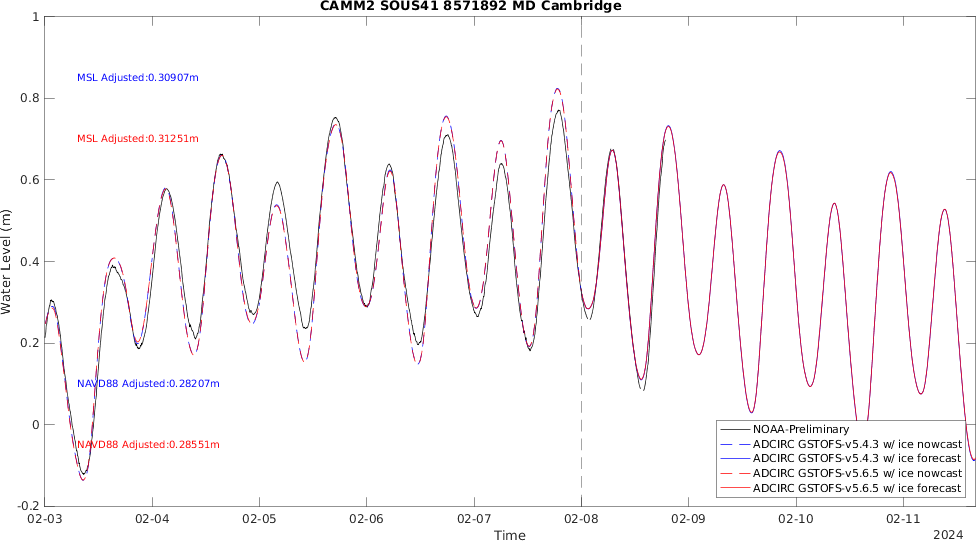 CAMM2 SOUS41 8571892 MD Cambridge
1
0.8
0.6
0.4
0.2
0
-0.2
Water Level (m)
MSL Adjusted:0.30907m
MSL Adjusted:0.31251m
NAVD88 Adjusted:0.28207m
NAVD88 Adjusted:0.28551m
NOAA-Preliminary
ADCIRC GSTOFS-v5.4.3 w/ ice nowcast
ADCIRC GSTOFS-v5.4.3 w/ ice forecast
ADCIRC GSTOFS-v5.6.5 w/ ice nowcast
ADCIRC GSTOFS-v5.6.5 w/ ice forecast
02-03 02-04 02-05 02-06 02-07 02-08 02-09 02-10 02-11
Time
2024